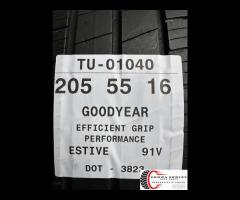 TU-01040
205 55 16
GOODYEAR
EFFICIENT GRIP
PERFORMANCE
ESTIVE 91V
DOT - 3823